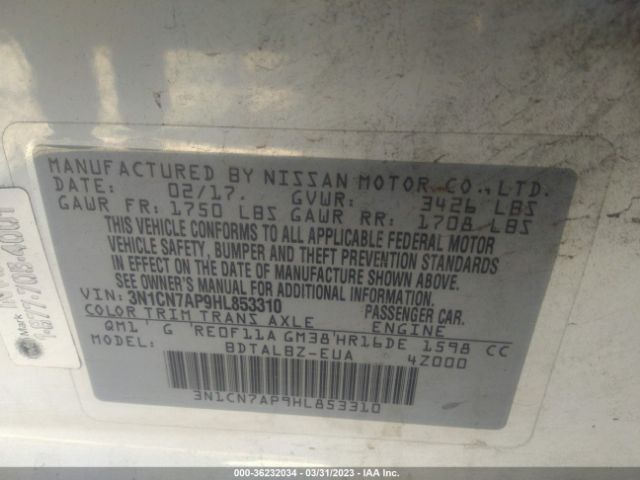 MANUFACTURED BY NISSAN MOTOR CO., LTD.
DATE: 02/17. GVWR: 3426 LBS
GAWR FR: 1750 LBS GAWR RR: 1708 LBS
THIS VEHICLE CONFORMS TO ALL APPLICABLE FEDERAL MOTOR
VEHICLE SAFETY, BUMPER AND THEFT PREVENTION STANDARDS
IN EFFECT ON THE DATE OF MANUFACTURE SHOWN ABOVE.
SEE OWNER'S MANUAL FOR ADDITIONAL INFORMATION.
VIN: 3N1CN7AP9HL853310 PASSENGER CAR.
COLOR TRIM TRANS AXLE ENGINE
QM1' G 'RE0F11A GM38'HR16DE 1598 CC
MODEL: BDTALBZ-EUA 4Z000
3N1CN7AP9HL853310
Mark
1-877-708-
000-36232034 — 03/31/2023 — IAA Inc.